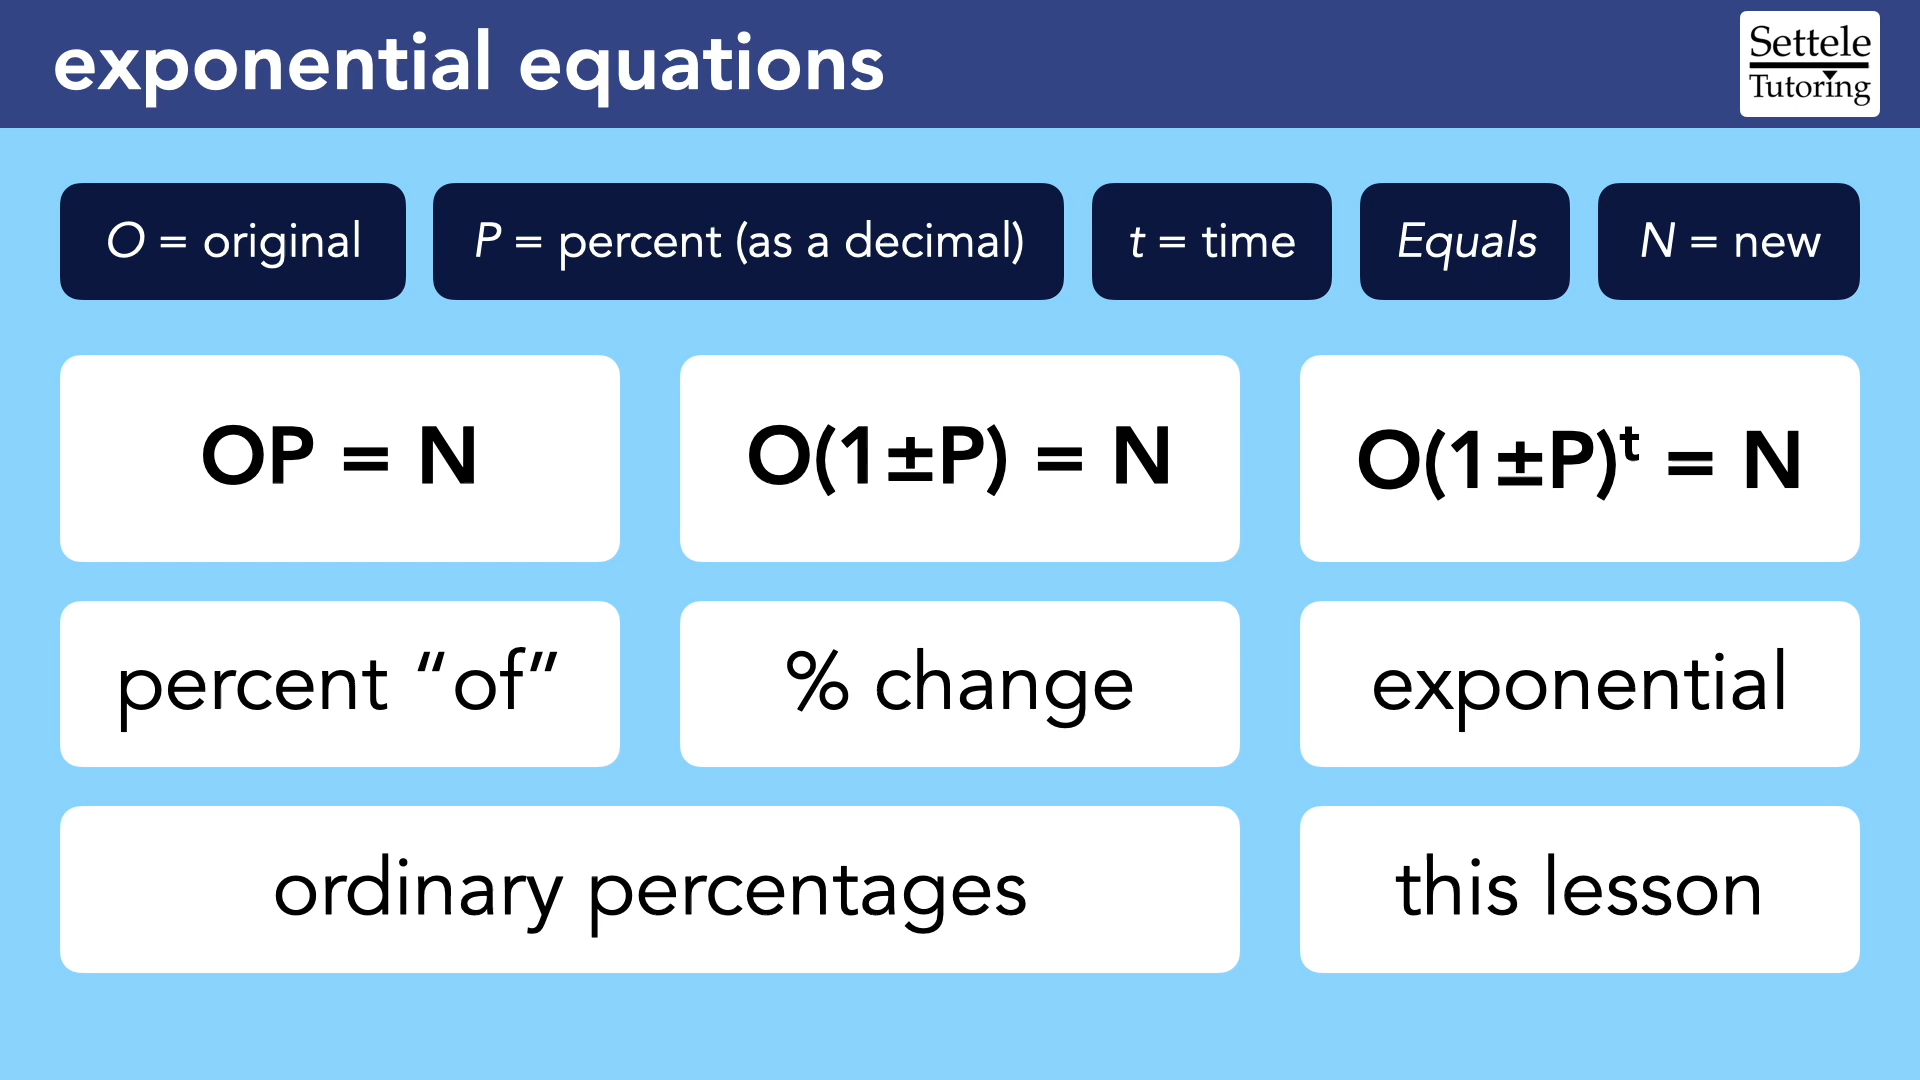 exponential equations
Settele
Tutoring
O = original
P = percent (as a decimal)
t = time
Equals
N = new
OP = N
O(1±P) = N
O(1±P)ᵗ = N
percent “of”
% change
exponential
ordinary percentages
this lesson